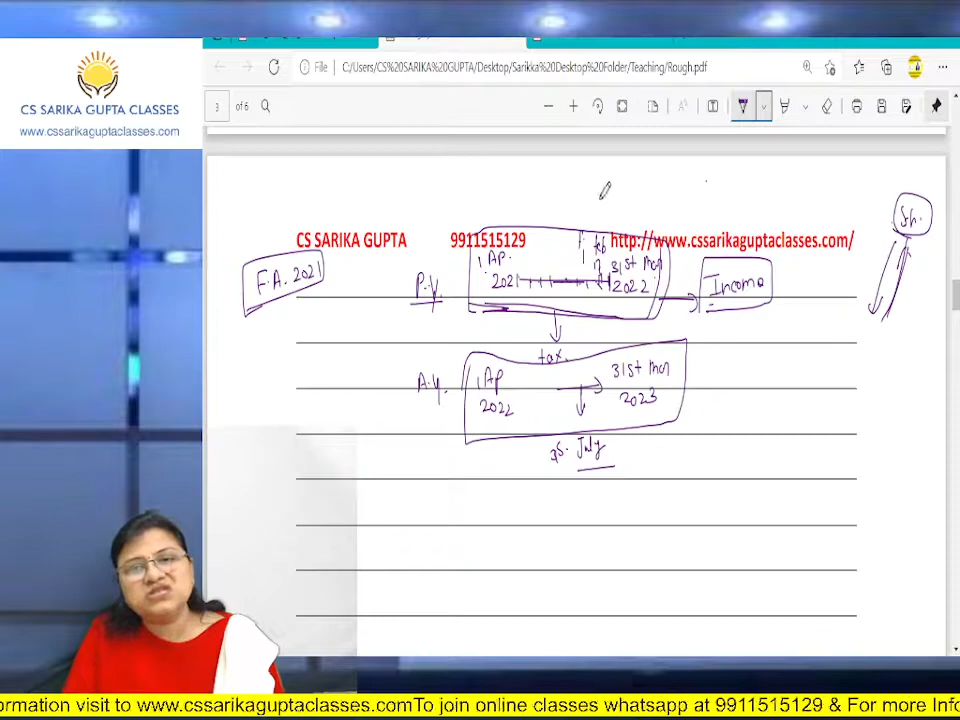 CS SARIKA GUPTA CLASSES
www.cssarikaguptaclasses.com
File C:/Users/CS%20SARIKA%20GUPTA/Desktop/Sarikka%20Desktop%20Folder/Teaching/Rough.pdf
3 of 6
CS SARIKA GUPTA 9911515129 http://www.cssarikaguptaclasses.com/
F.A. 2021
P.Y
1 AP.
2021
31st Mar
2022
Income
tax.
A.Y.
1 AP
2022
31st Mar
2023
July
ormation visit to www.cssarikaguptaclasses.comTo join online classes whatsapp at 9911515129 & For more Info